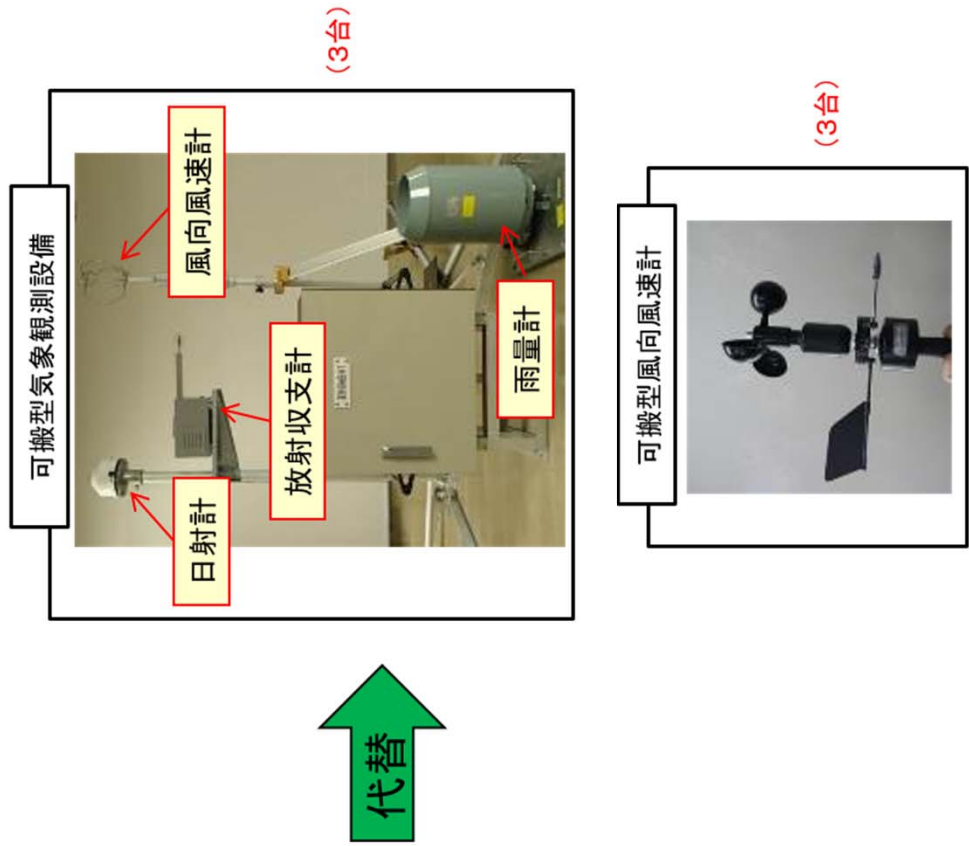 代替
可搬型気象観測設備
日射計
放射収支計
風向風速計
雨量計
（3台）
可搬型風向風速計
（3台）